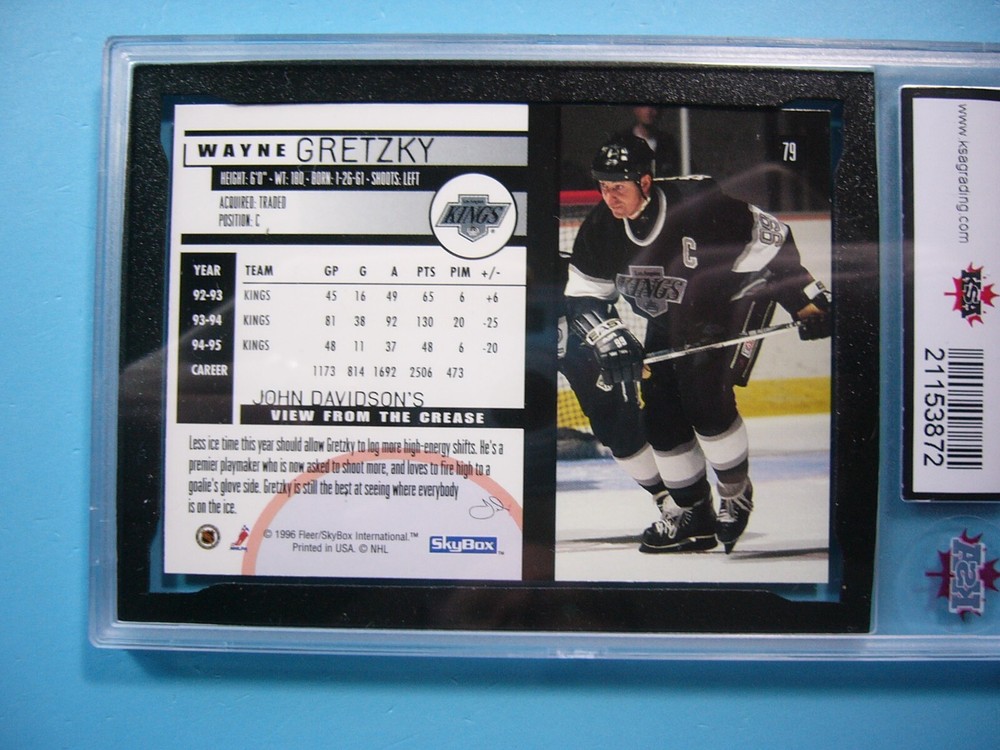 WAYNE GRETZKY
HEIGHT: 6'0" - WT: 180 - BORN: 1-26-61 - SHOOTS: LEFT
ACQUIRED: TRADED
POSITION: C
Los Angeles
KINGS
YEAR TEAM GP G A PTS PIM +/-
92-93 KINGS 45 16 49 65 6 +6
93-94 KINGS 81 38 92 130 20 -25
94-95 KINGS 48 11 37 48 6 -20
CAREER 1173 814 1692 2506 473
JOHN DAVIDSON'S
VIEW FROM THE CREASE
Less ice time this year should allow Gretzky to log more high-energy shifts. He's a
premier playmaker who is now asked to shoot more, and loves to fire high to a
goalie's glove side. Gretzky is still the best at seeing where everybody
is on the ice.
© 1996 Fleer/SkyBox International.™
Printed in USA. © NHL
SkyBox™
79
C
99
KINGS
99
www.ksagrading.com
KSA
21153872
KSA